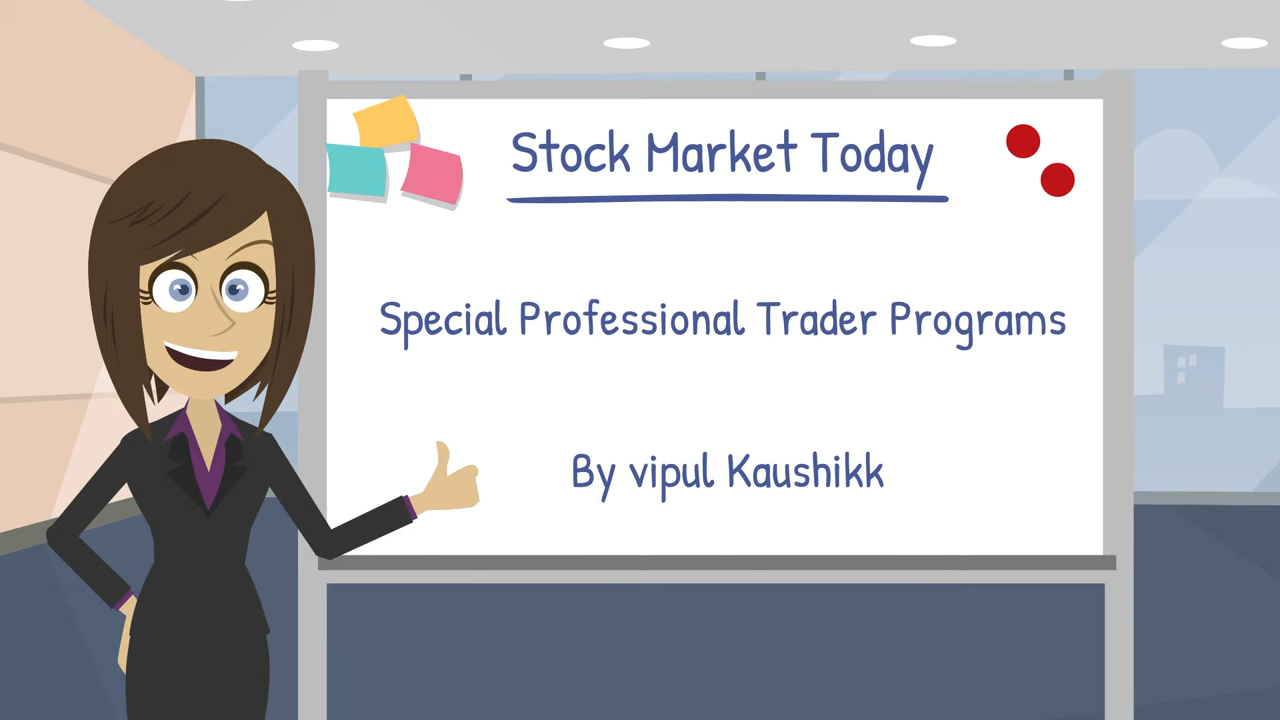 Stock Market Today
Special Professional Trader Programs
By vipul Kaushikk